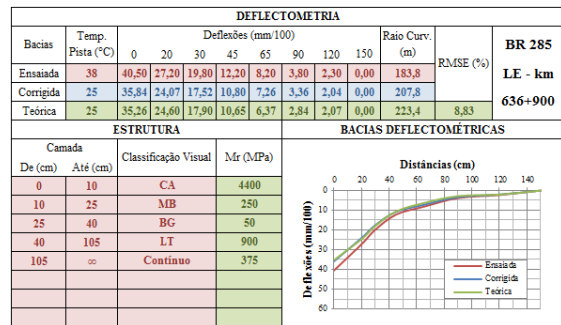 DEFLECTOMETRIA
Bacias Temp. Pista (°C) Deflexões (mm/100) Raio Curv. (m) RMSE (%) BR 285 LE - km 636+900
0 20 30 45 65 90 120 150
Ensaiada 38 40,50 27,20 19,80 12,20 8,20 3,80 2,30 0,00 183,8
Corrigida 25 35,84 24,07 17,52 10,80 7,26 3,36 2,04 0,00 207,8
Teórica 25 35,26 24,60 17,90 10,65 6,37 2,84 2,07 0,00 223,4 8,83
ESTRUTURA
Camada Classificação Visual Mr (MPa)
De (cm) Até (cm)
0 10 CA 4400
10 25 MB 250
25 40 BG 50
40 105 LT 900
105 ∞ Contínuo 375
BACIAS DEFLECTOMÉTRICAS
Distâncias (cm)
0 20 40 60 80 100 120 140
Deflexões (mm/100)
0
10
20
30
40
50
60
Ensaiada
Corrigida
Teórica